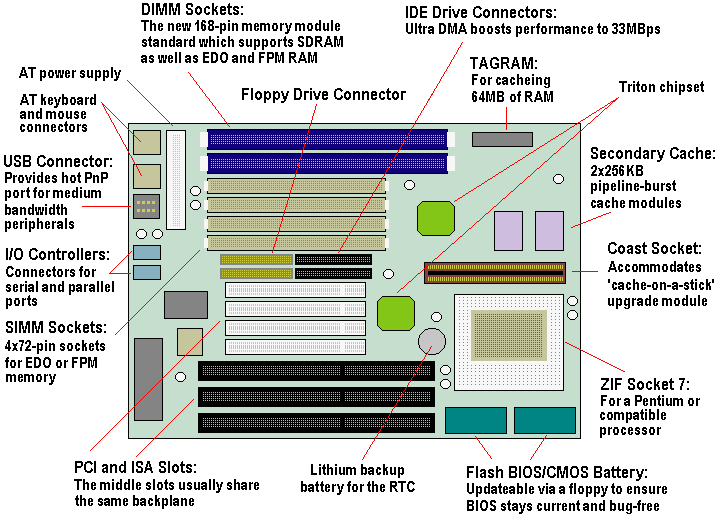 DIMM Sockets:
The new 168-pin memory module
standard which supports SDRAM
as well as EDO and FPM RAM
IDE Drive Connectors:
Ultra DMA boosts performance to 33MBps
AT power supply
TAGRAM:
For cacheing
64MB of RAM
Triton chipset
Floppy Drive Connector
AT keyboard
and mouse
connectors
USB Connector:
Provides hot PnP
port for medium
bandwidth
peripherals
Secondary Cache:
2x256KB
pipeline-burst
cache modules
I/O Controllers:
Connectors for
serial and parallel
ports
Coast Socket:
Accommodates
'cache-on-a-stick'
upgrade module
SIMM Sockets:
4x72-pin sockets
for EDO or FPM
memory
ZIF Socket 7:
For a Pentium or
compatible
processor
PCI and ISA Slots:
The middle slots usually share
the same backplane
Lithium backup
battery for the RTC
Flash BIOS/CMOS Battery:
Updateable via a floppy to ensure
BIOS stays current and bug-free